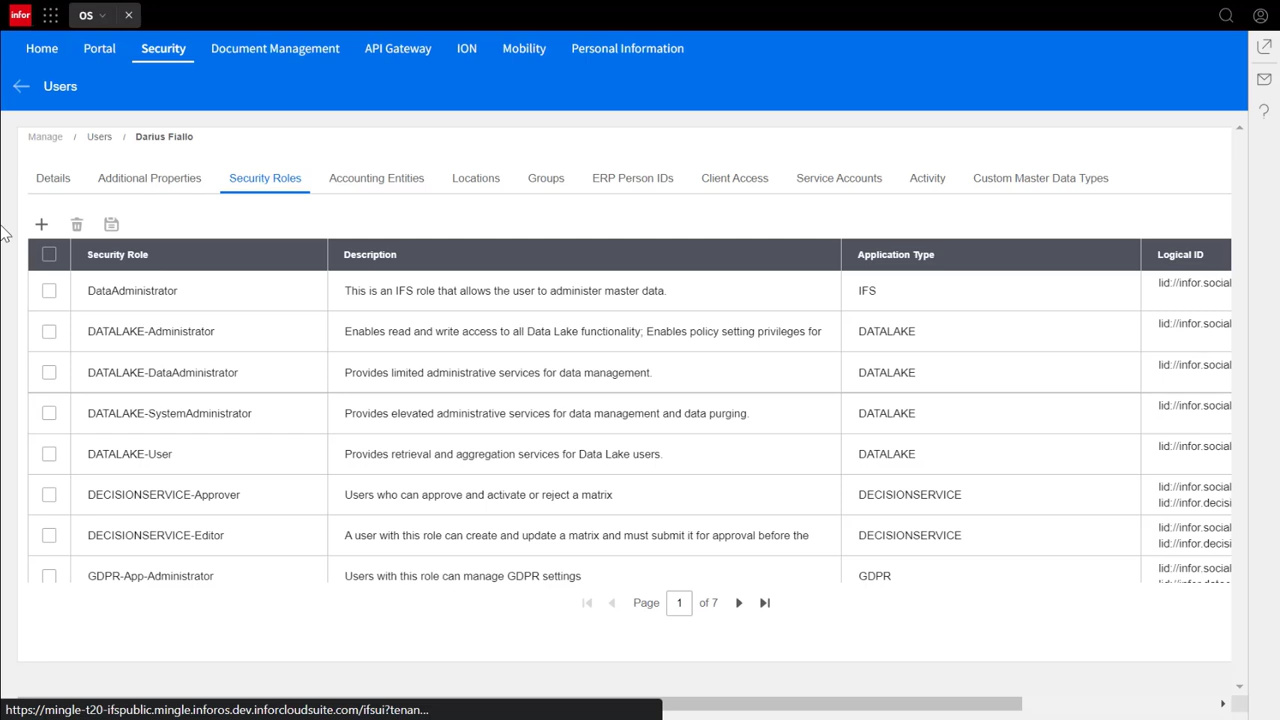 infor OS
Home Portal Security Document Management API Gateway ION Mobility Personal Information
Users
Manage / Users / Darius Fiallo
Details Additional Properties Security Roles Accounting Entities Locations Groups ERP Person IDs Client Access Service Accounts Activity Custom Master Data Types
Security Role Description Application Type Logical ID
DataAdministrator This is an IFS role that allows the user to administer master data. IFS lid://infor.social
DATALAKE-Administrator Enables read and write access to all Data Lake functionality; Enables policy setting privileges for DATALAKE lid://infor.social
DATALAKE-DataAdministrator Provides limited administrative services for data management. DATALAKE lid://infor.social
DATALAKE-SystemAdministrator Provides elevated administrative services for data management and data purging. DATALAKE lid://infor.social
DATALAKE-User Provides retrieval and aggregation services for Data Lake users. DATALAKE lid://infor.social
DECISIONSERVICE-Approver Users who can approve and activate or reject a matrix DECISIONSERVICE lid://infor.social
lid://infor.decisi
DECISIONSERVICE-Editor A user with this role can create and update a matrix and must submit it for approval before the DECISIONSERVICE lid://infor.social
lid://infor.decisi
GDPR-App-Administrator Users with this role can manage GDPR settings GDPR lid://infor.social
Page 1 of 7
https://mingle-t20-ifspublic.mingle.inforos.dev.inforcloudsuite.com/ifsui?tenan...